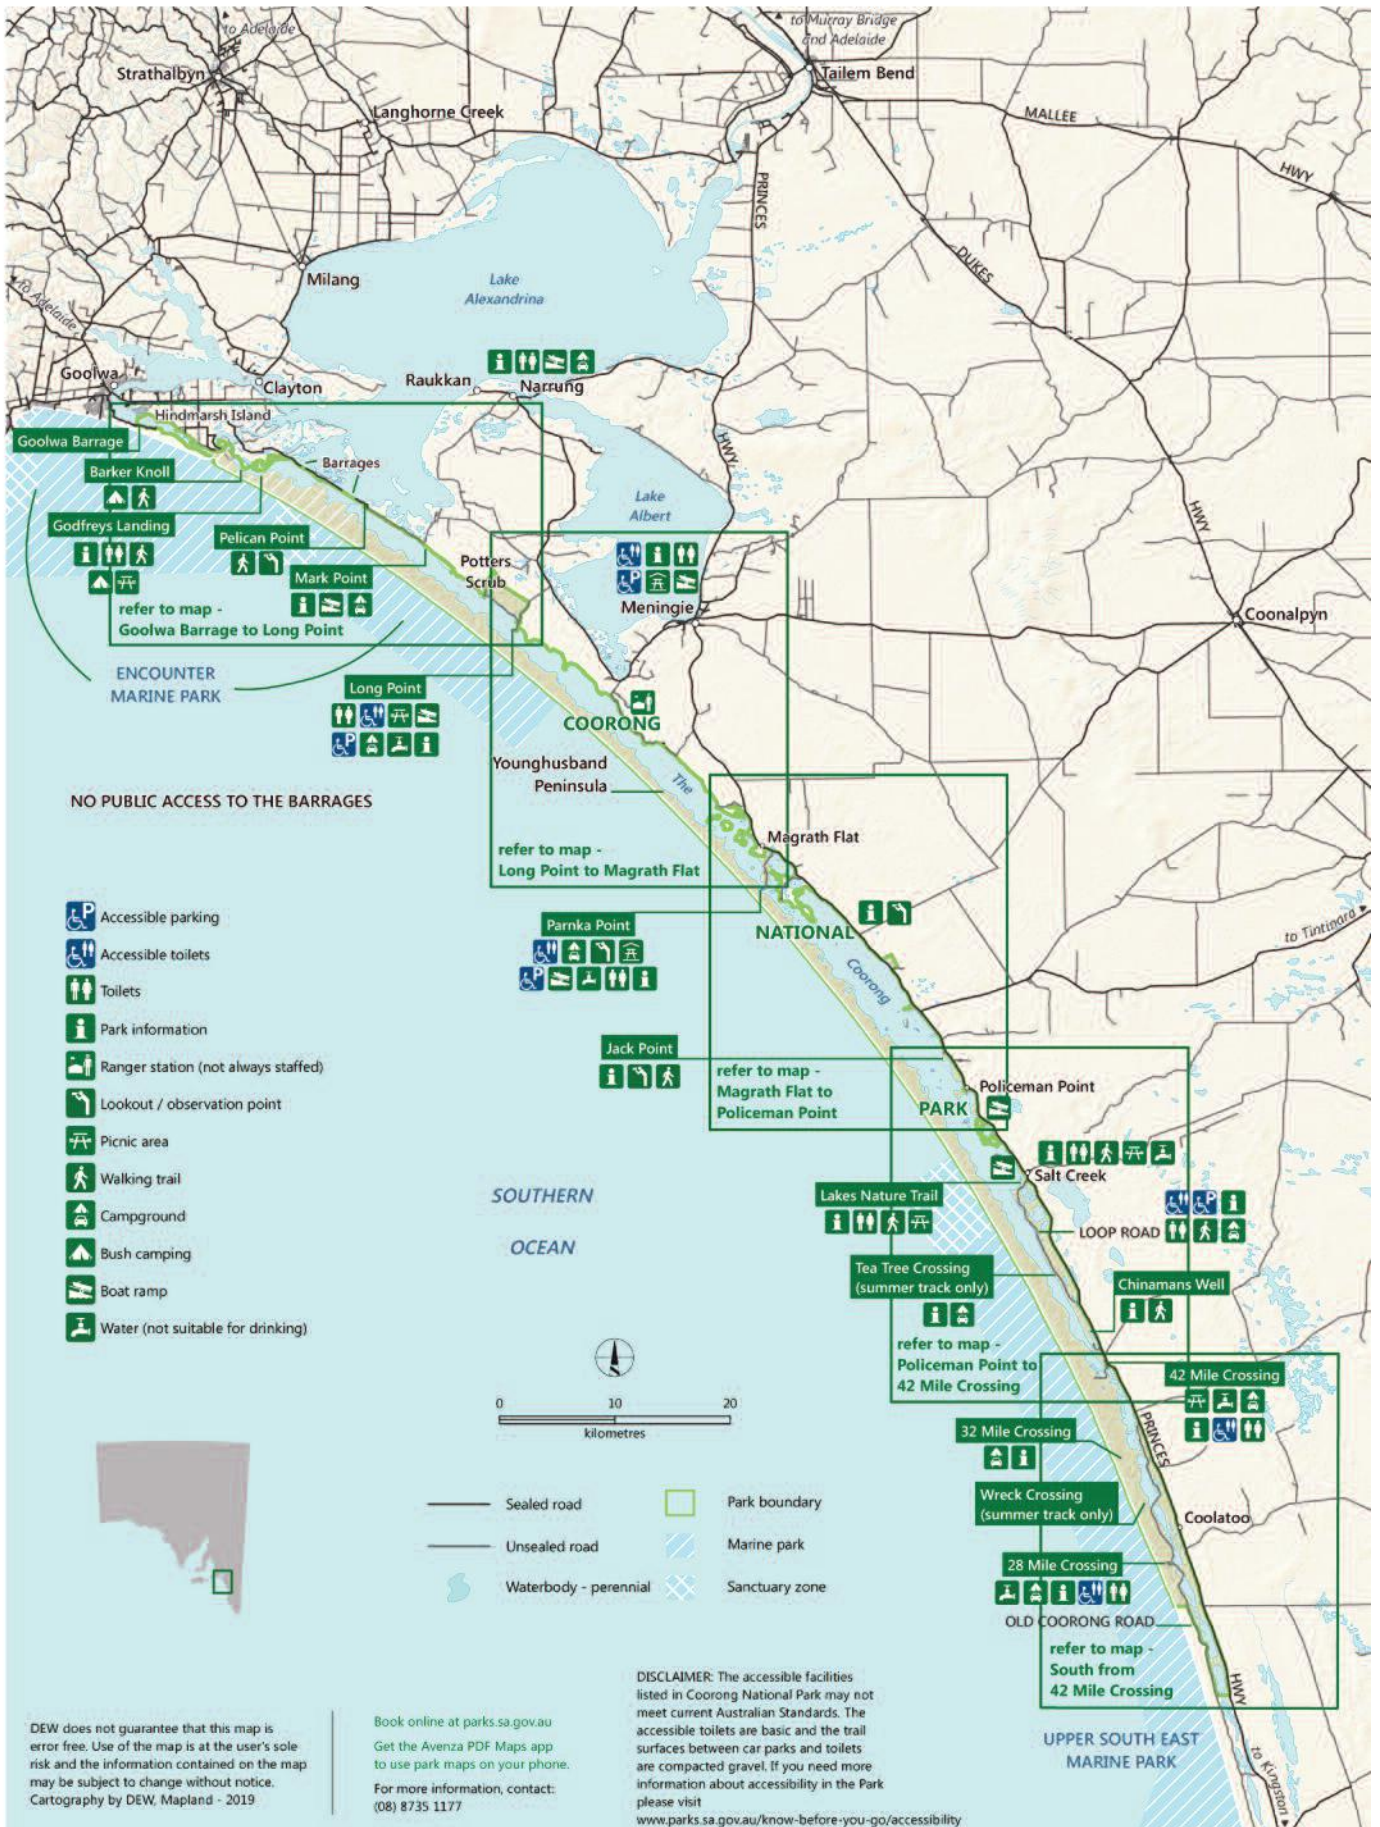 to Adelaide
to Murray Bridge
and Adelaide
Strathalbyn
Tailem Bend
Langhorne Creek
MALLEE
HWY
PRINCES
DUKES
Milang
Lake
Alexandrina
to Adelaide
Goolwa
Clayton
Raukkan
Narrung
Hindmarsh Island
Goolwa Barrage
Barrages
HWY
Barker Knoll
Lake
Albert
HWY
Godfreys Landing
Pelican Point
Potters
Scrub
Mark Point
refer to map -
Goolwa Barrage to Long Point
Meningie
Coonalpyn
ENCOUNTER
MARINE PARK
Long Point
COORONG
Younghusband
Peninsula
The
NO PUBLIC ACCESS TO THE BARRAGES
Magrath Flat
refer to map -
Long Point to Magrath Flat
P Accessible parking
Accessible toilets
Toilets
Park information
Ranger station (not always staffed)
Lookout / observation point
Picnic area
Walking trail
Campground
Bush camping
Boat ramp
Water (not suitable for drinking)
Parnka Point
NATIONAL
to Tintinara
Coorong
Jack Point
refer to map -
Magrath Flat to
Policeman Point
Policeman Point
PARK
Salt Creek
SOUTHERN
OCEAN
Lakes Nature Trail
LOOP ROAD
Tea Tree Crossing
(summer track only)
Chinamans Well
refer to map -
Policeman Point to
42 Mile Crossing
42 Mile Crossing
0 10 20
kilometres
32 Mile Crossing
PRINCES
Wreck Crossing
(summer track only)
Coolatoo
Sealed road
Park boundary
Unsealed road
Marine park
Waterbody - perennial
Sanctuary zone
28 Mile Crossing
OLD COORONG ROAD
refer to map -
South from
42 Mile Crossing
HWY
UPPER SOUTH EAST
MARINE PARK
to Kingston
DEW does not guarantee that this map is
error free. Use of the map is at the user's sole
risk and the information contained on the map
may be subject to change without notice.
Cartography by DEW, Mapland - 2019
Book online at parks.sa.gov.au
Get the Avenza PDF Maps app
to use park maps on your phone.
For more information, contact:
(08) 8735 1177
DISCLAIMER: The accessible facilities
listed in Coorong National Park may not
meet current Australian Standards. The
accessible toilets are basic and the trail
surfaces between car parks and toilets
are compacted gravel. If you need more
information about accessibility in the Park
please visit
www.parks.sa.gov.au/know-before-you-go/accessibility